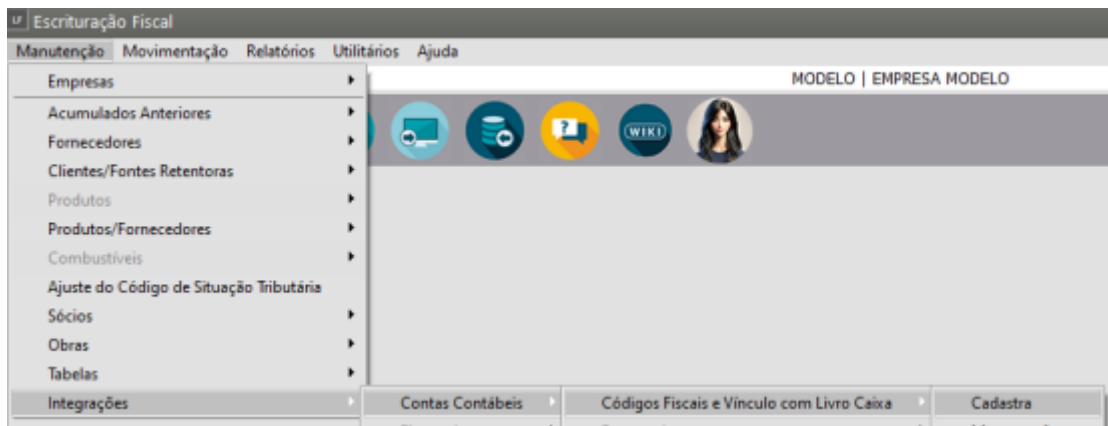 LF Escrituração Fiscal
Manutenção Movimentação Relatórios Utilitários Ajuda
MODELO | EMPRESA MODELO
Empresas
Acumulados Anteriores
Fornecedores
Clientes/Fontes Retentoras
Produtos
Produtos/Fornecedores
Combustíveis
Ajuste do Código de Situação Tributária
Sócios
Obras
Tabelas
Integrações
Contas Contábeis
Códigos Fiscais e Vínculo com Livro Caixa
Cadastra
?
WIKI